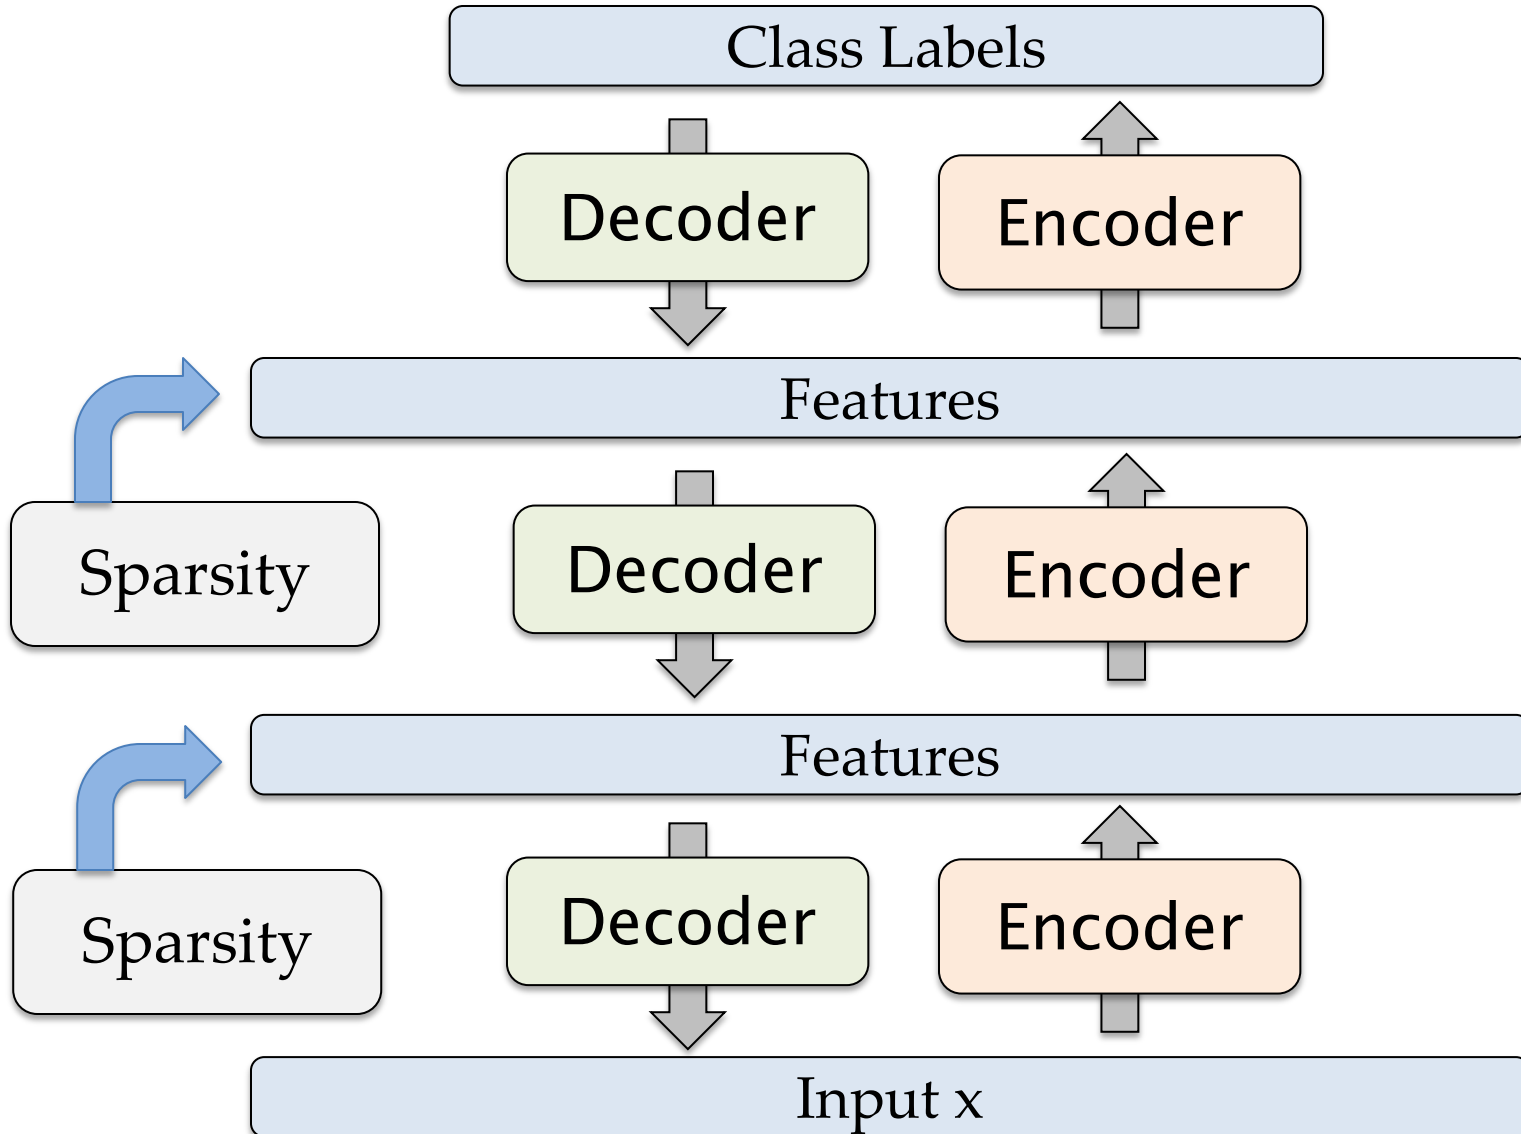 Class Labels
Decoder
Encoder
Features
Sparsity
Decoder
Encoder
Features
Sparsity
Decoder
Encoder
Input x